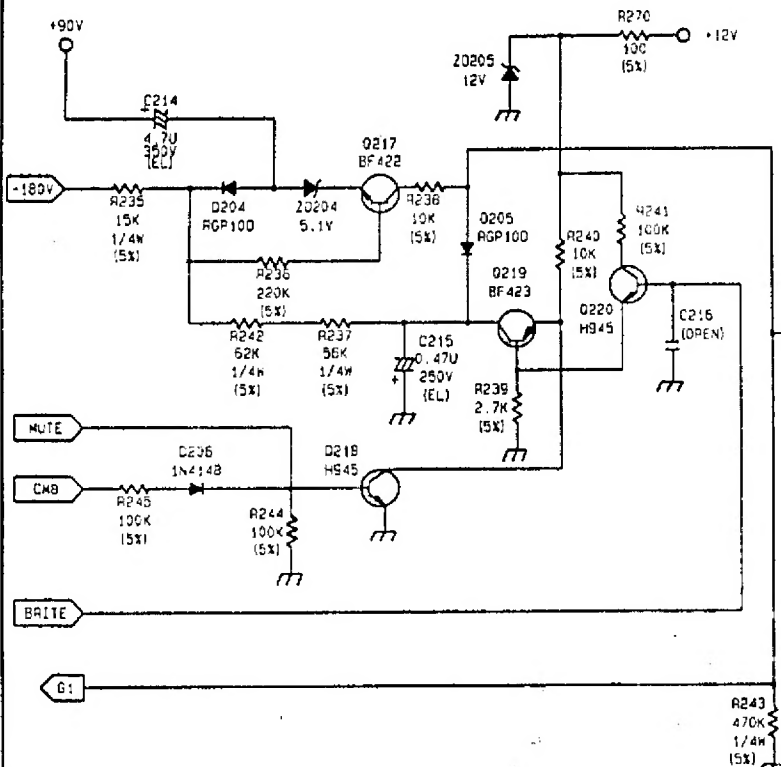 +90V
R270
100
(5%)
+12V
ZD205
12V
C214
+
4.7U
350V
(EL)
Q217
BF422
-180V
R235
15K
1/4W
(5%)
D204
RGP10D
ZD204
5.1V
R238
10K
(5%)
D205
RGP10D
R240
10K
(5%)
R241
100K
(5%)
R236
220K
(5%)
Q219
BF423
Q220
H945
C216
(OPEN)
R242
62K
1/4W
(5%)
R237
56K
1/4W
(5%)
C215
0.47U
250V
(EL)
+
R239
2.7K
(5%)
MUTE
D206
1N4148
Q218
H945
R245
100K
(5%)
R244
100K
(5%)
BRITE
G1
R243
470K
1/4W
(5%)